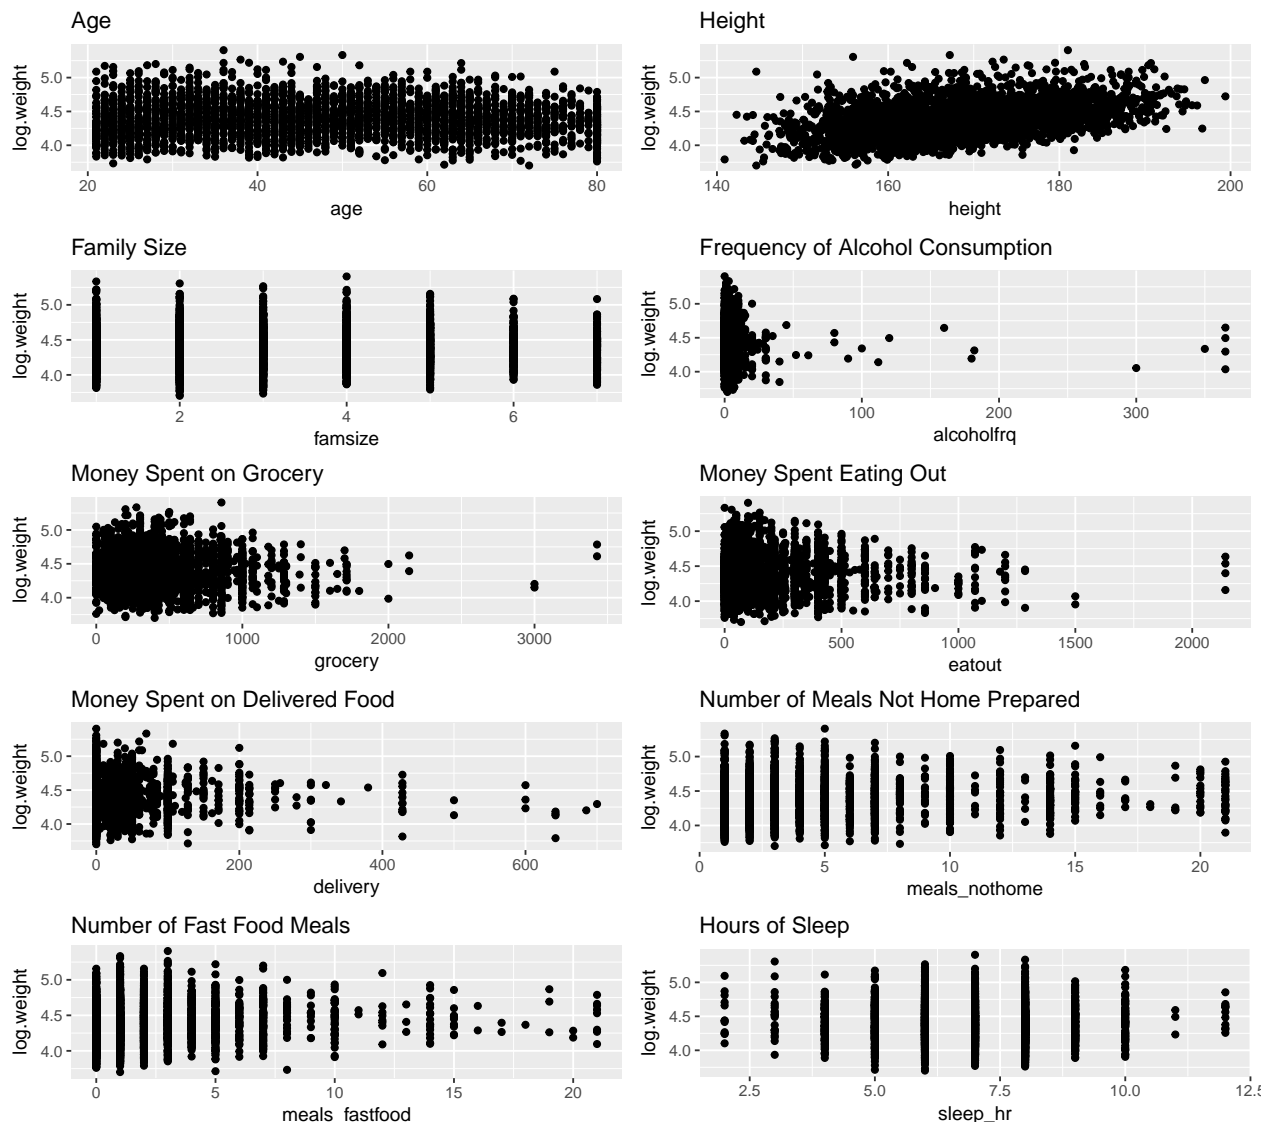 Age
log.weight
5.0
4.5
4.0
20 40 60 80
age
Height
log.weight
5.0
4.5
4.0
140 160 180 200
height
Family Size
log.weight
5.0
4.5
4.0
2 4 6
famsize
Frequency of Alcohol Consumption
log.weight
5.0
4.5
4.0
0 100 200 300
alcoholfrq
Money Spent on Grocery
log.weight
5.0
4.5
4.0
0 1000 2000 3000
grocery
Money Spent Eating Out
log.weight
5.0
4.5
4.0
0 500 1000 1500 2000
eatout
Money Spent on Delivered Food
log.weight
5.0
4.5
4.0
0 200 400 600
delivery
Number of Meals Not Home Prepared
log.weight
5.0
4.5
4.0
0 5 10 15 20
meals_nothome
Number of Fast Food Meals
log.weight
5.0
4.5
4.0
0 5 10 15 20
meals_fastfood
Hours of Sleep
log.weight
5.0
4.5
4.0
2.5 5.0 7.5 10.0 12.5
sleep_hr